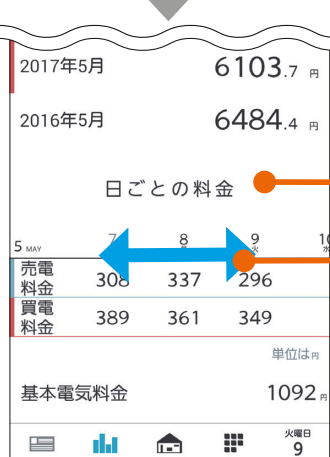 2017年5月 6103.7 円
2016年5月 6484.4 円
日ごとの料金
5 MAY 7 8 9 火 10 水
売電料金 308 337 296
買電料金 389 361 349
単位は円
基本電気料金 1092 円
火曜日
9